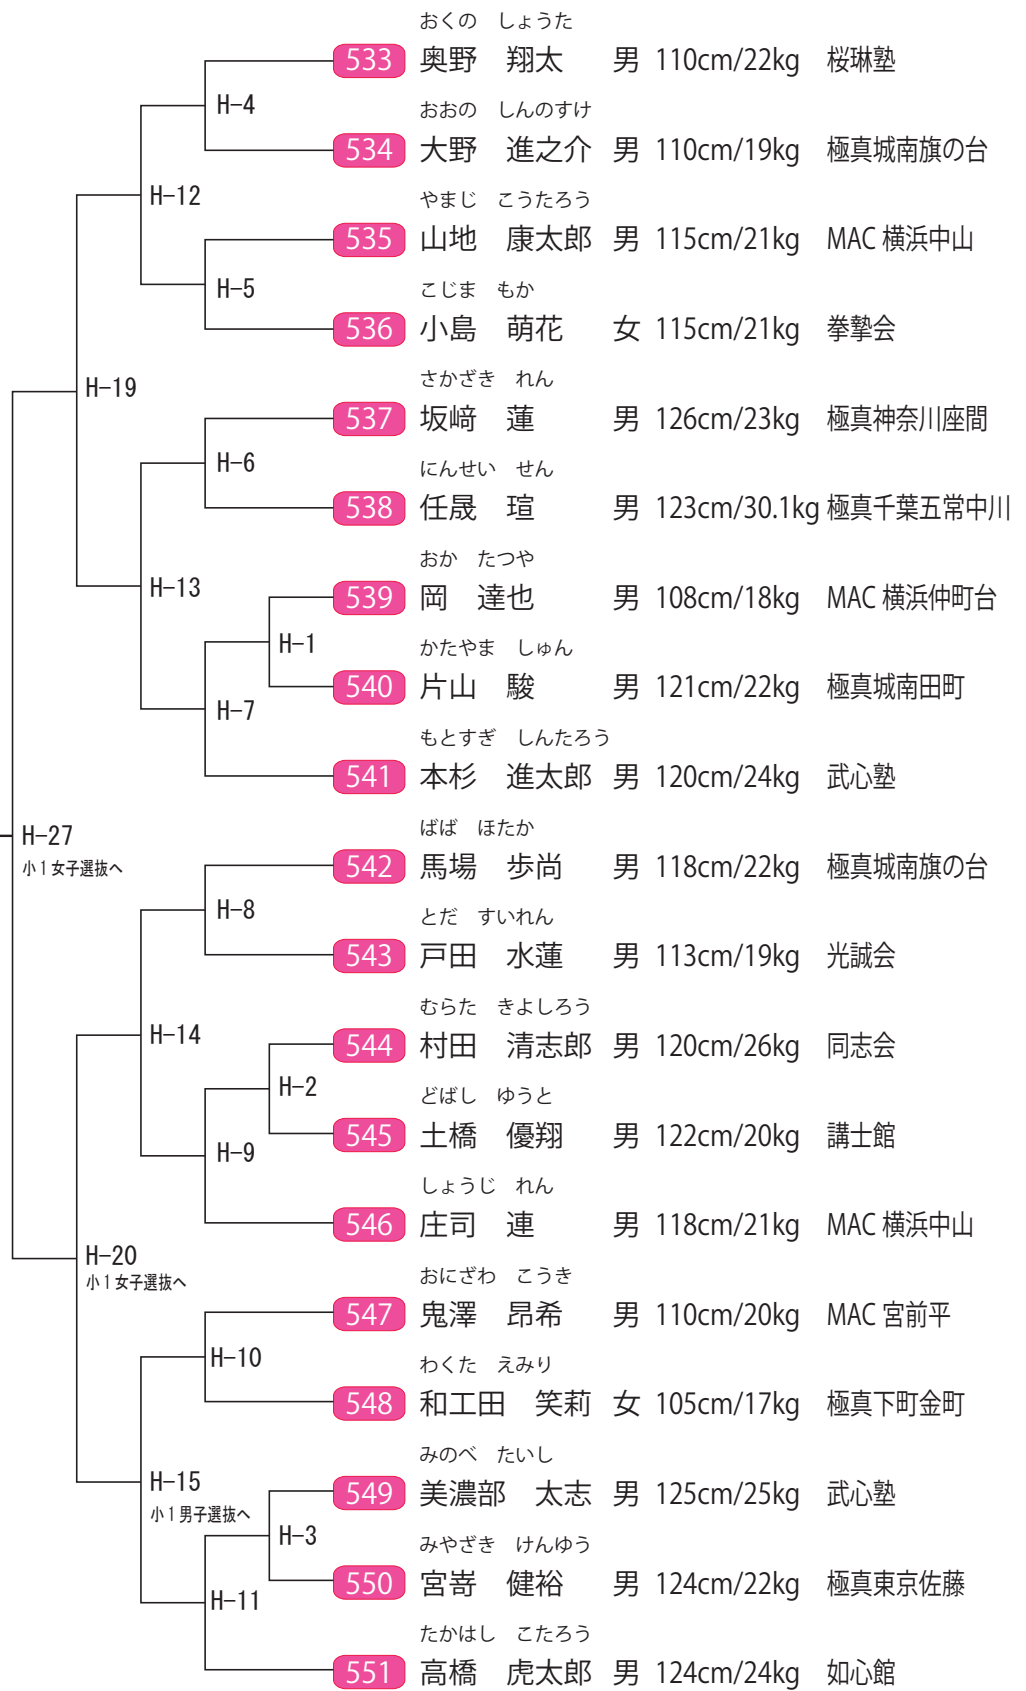 おくの しょうた
533 奥野 翔太 男 110cm/22kg 桜琳塾
H-4
おおの しんのすけ
534 大野 進之介 男 110cm/19kg 極真城南旗の台
H-12
やまじ こうたろう
535 山地 康太郎 男 115cm/21kg MAC 横浜中山
H-5
こじま もか
536 小島 萌花 女 115cm/21kg 拳摯会
H-19
さかざき れん
537 坂﨑 蓮 男 126cm/23kg 極真神奈川座間
H-6
にんせい せん
538 任晟 瑄 男 123cm/30.1kg 極真千葉五常中川
H-13
おか たつや
539 岡 達也 男 108cm/18kg MAC 横浜仲町台
H-1
かたやま しゅん
540 片山 駿 男 121cm/22kg 極真城南田町
H-7
もとすぎ しんたろう
541 本杉 進太郎 男 120cm/24kg 武心塾
H-27
小1女子選抜へ
ばば ほたか
542 馬場 歩尚 男 118cm/22kg 極真城南旗の台
H-8
とだ すいれん
543 戸田 水蓮 男 113cm/19kg 光誠会
H-14
むらた きよしろう
544 村田 清志郎 男 120cm/26kg 同志会
H-2
どばし ゆうと
545 土橋 優翔 男 122cm/20kg 講士館
H-9
しょうじ れん
546 庄司 連 男 118cm/21kg MAC 横浜中山
H-20
小1女子選抜へ
おにざわ こうき
547 鬼澤 昂希 男 110cm/20kg MAC 宮前平
H-10
わくた えみり
548 和工田 笑莉 女 105cm/17kg 極真下町金町
H-15
小1男子選抜へ
みのべ たいし
549 美濃部 太志 男 125cm/25kg 武心塾
H-3
みやざき けんゆう
550 宮嵜 健裕 男 124cm/22kg 極真東京佐藤
H-11
たかはし こたろう
551 高橋 虎太郎 男 124cm/24kg 如心館